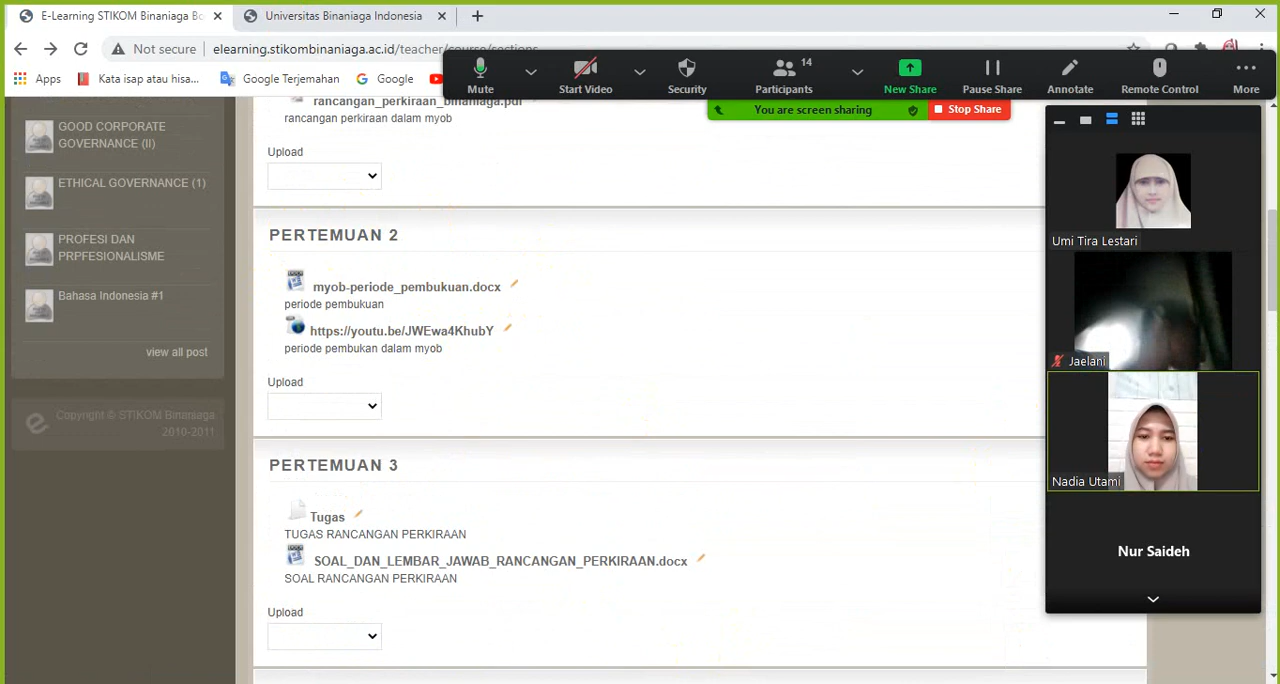 E-Learning STIKOM Binaniaga Bo
Universitas Binaniaga Indonesia
Not secure
elearning.stikombinaniaga.ac.id/teacher/course/sections
Apps
Kata isap atau hisa...
Google Terjemahan
Google
Mute
Start Video
Security
14
Participants
New Share
Pause Share
Annotate
Remote Control
More
You are screen sharing
Stop Share
GOOD CORPORATE
GOVERNANCE (II)
ETHICAL GOVERNANCE (1)
PROFESI DAN
PRPFESIONALISME
Bahasa Indonesia #1
view all post
Copyright © STIKOM Binaniaga
2010-2011
rancangan_perkiraan_binaniaga.pdf
rancangan perkiraan dalam myob
Upload
PERTEMUAN 2
myob-periode_pembukuan.docx
periode pembukuan
https://youtu.be/JWEwa4KhubY
periode pembukan dalam myob
Upload
PERTEMUAN 3
Tugas
TUGAS RANCANGAN PERKIRAAN
SOAL_DAN_LEMBAR_JAWAB_RANCANGAN_PERKIRAAN.docx
SOAL RANCANGAN PERKIRAAN
Upload
Umi Tira Lestari
Jaelani
Nadia Utami
Nur Saideh